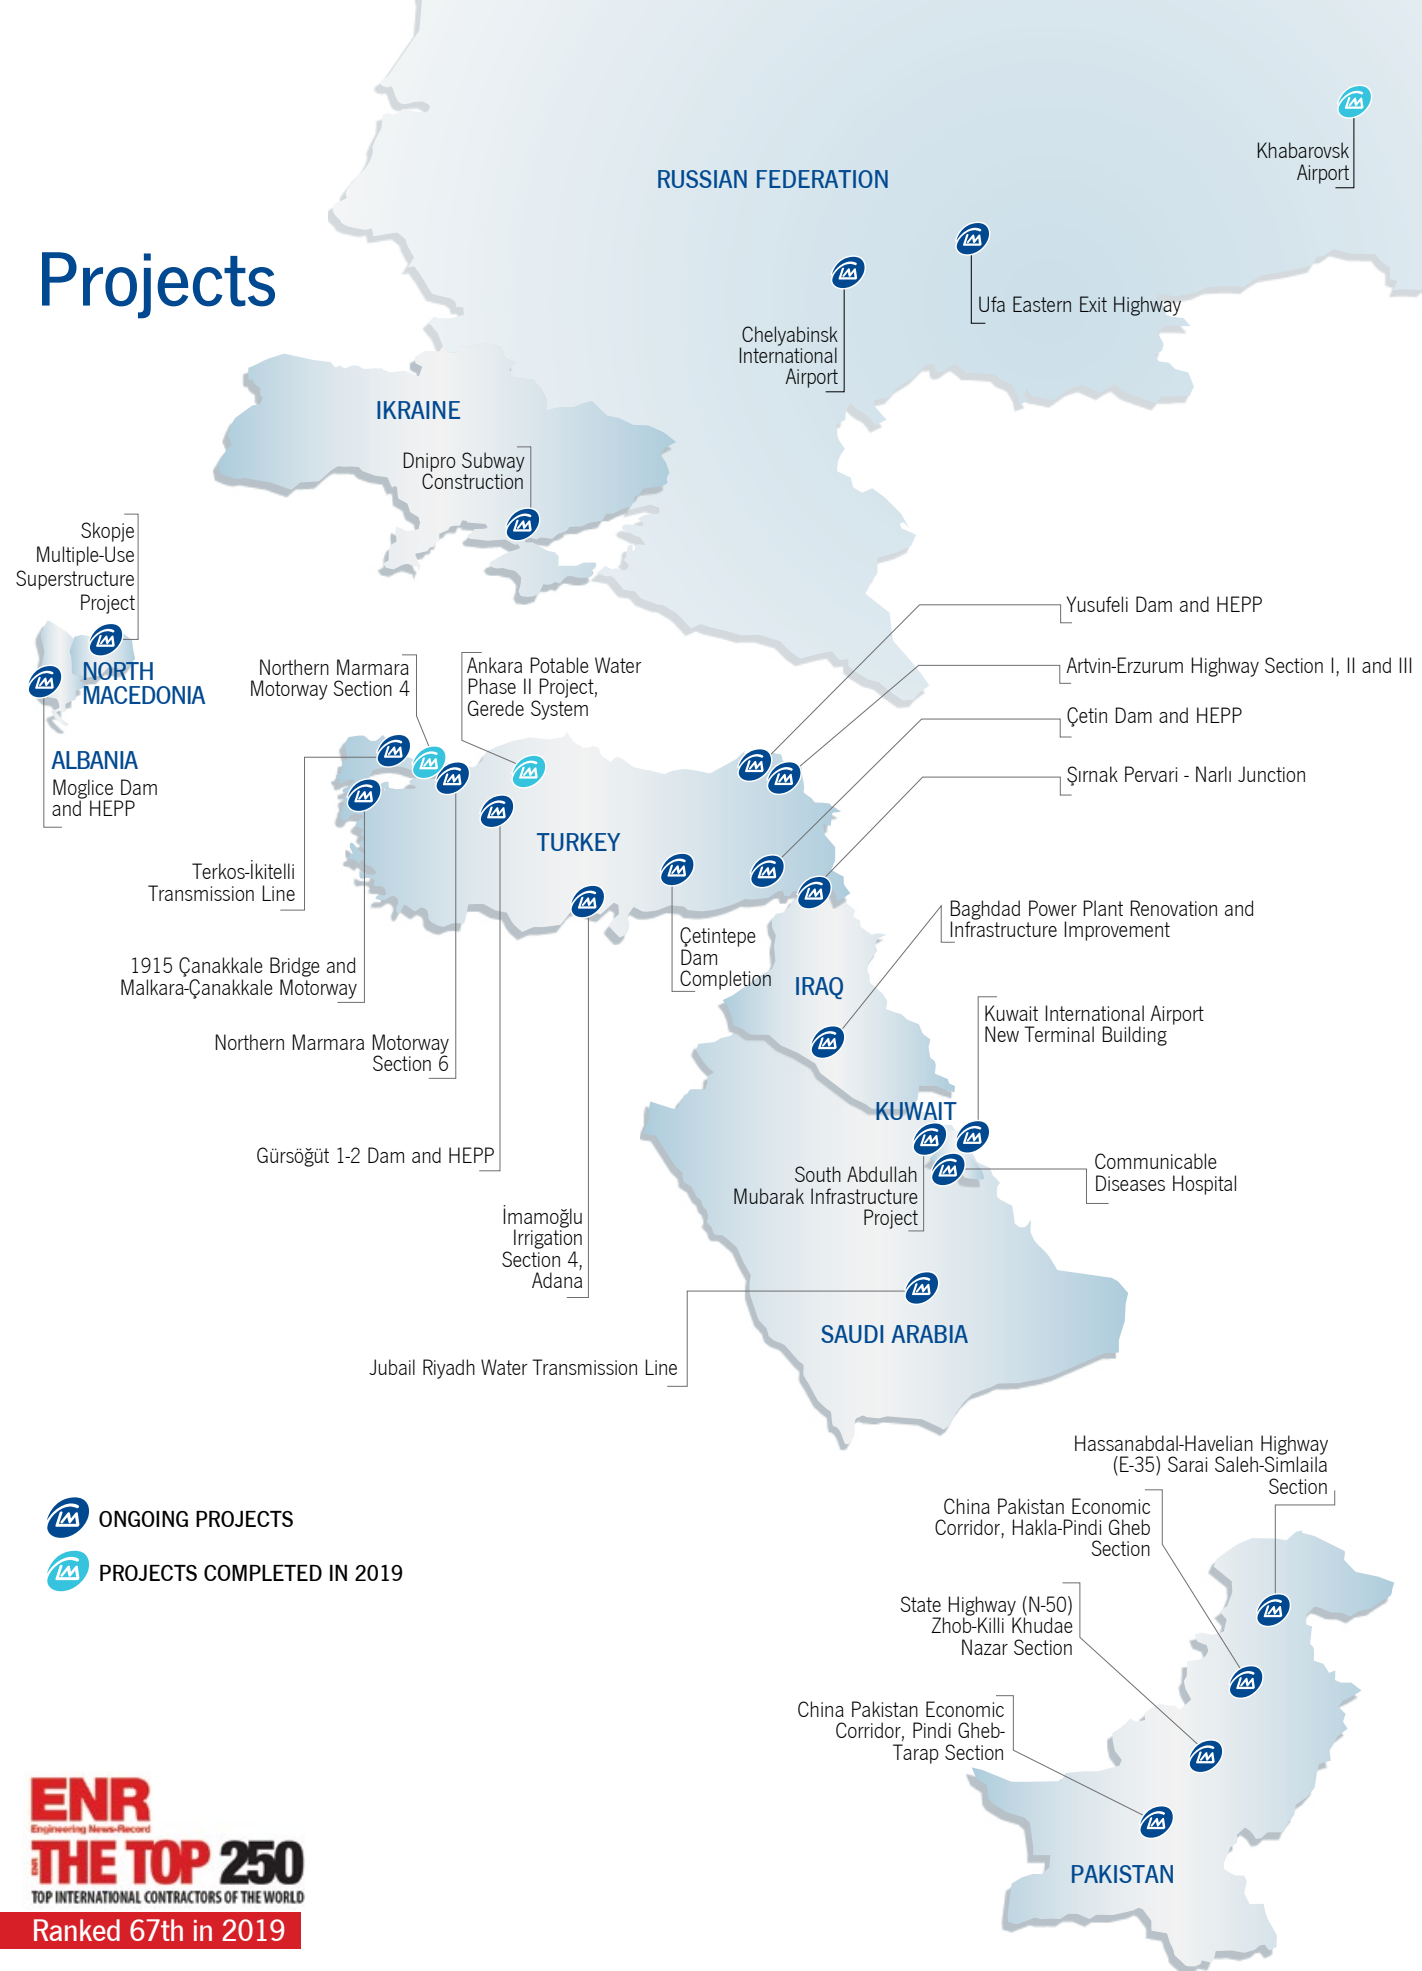 Khabarovsk
Airport
RUSSIAN FEDERATION
Projects
Ufa Eastern Exit Highway
Chelyabinsk
International
Airport
IKRAINE
Dnipro Subway
Construction
Skopje
Multiple-Use
Superstructure
Project
NORTH
MACEDONIA
ALBANIA
Moglice Dam
and HEPP
Northern Marmara
Motorway Section 4
Ankara Potable Water
Phase II Project,
Gerede System
Yusufeli Dam and HEPP
Artvin-Erzurum Highway Section I, II and III
Çetin Dam and HEPP
Şırnak Pervari - Narlı Junction
TURKEY
Terkos-İkitelli
Transmission Line
1915 Çanakkale Bridge and
Malkara-Çanakkale Motorway
Northern Marmara Motorway
Section 6
Gürsöğüt 1-2 Dam and HEPP
İmamoğlu
Irrigation
Section 4,
Adana
Çetintepe
Dam
Completion
IRAQ
Baghdad Power Plant Renovation and
Infrastructure Improvement
Kuwait International Airport
New Terminal Building
KUWAIT
South Abdullah
Mubarak Infrastructure
Project
Communicable
Diseases Hospital
SAUDI ARABIA
Jubail Riyadh Water Transmission Line
Hassanabdal-Havelian Highway
(E-35) Sarai Saleh-Simlaila
Section
China Pakistan Economic
Corridor, Hakla-Pindi Gheb
Section
State Highway (N-50)
Zhob-Killi Khudae
Nazar Section
China Pakistan Economic
Corridor, Pindi Gheb-
Tarap Section
PAKISTAN
ONGOING PROJECTS
PROJECTS COMPLETED IN 2019
ENR
Engineering News-Record
ENR THE TOP 250
TOP INTERNATIONAL CONTRACTORS OF THE WORLD
Ranked 67th in 2019